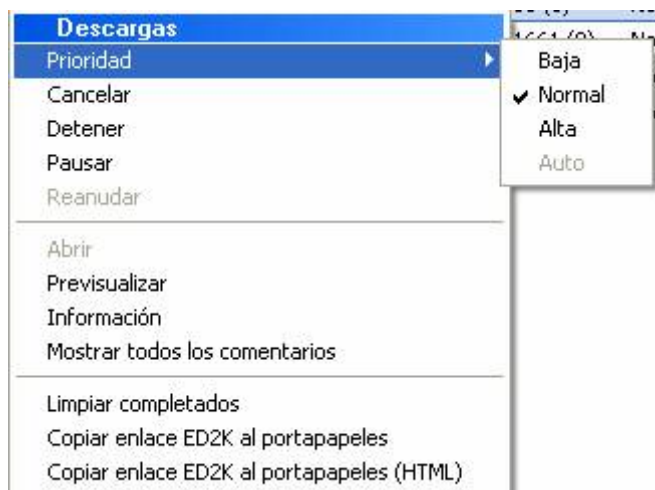 Descargas
Prioridad
Cancelar
Detener
Pausar
Reanudar
Abrir
Previsualizar
Información
Mostrar todos los comentarios
Limpiar completados
Copiar enlace ED2K al portapapeles
Copiar enlace ED2K al portapapeles (HTML)
Baja
Normal
Alta
Auto